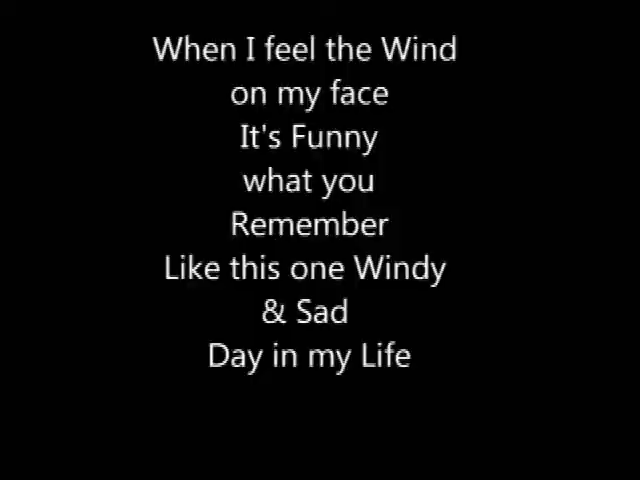 When I feel the Wind
on my face
It's Funny
what you
Remember
Like this one Windy
& Sad
Day in my Life